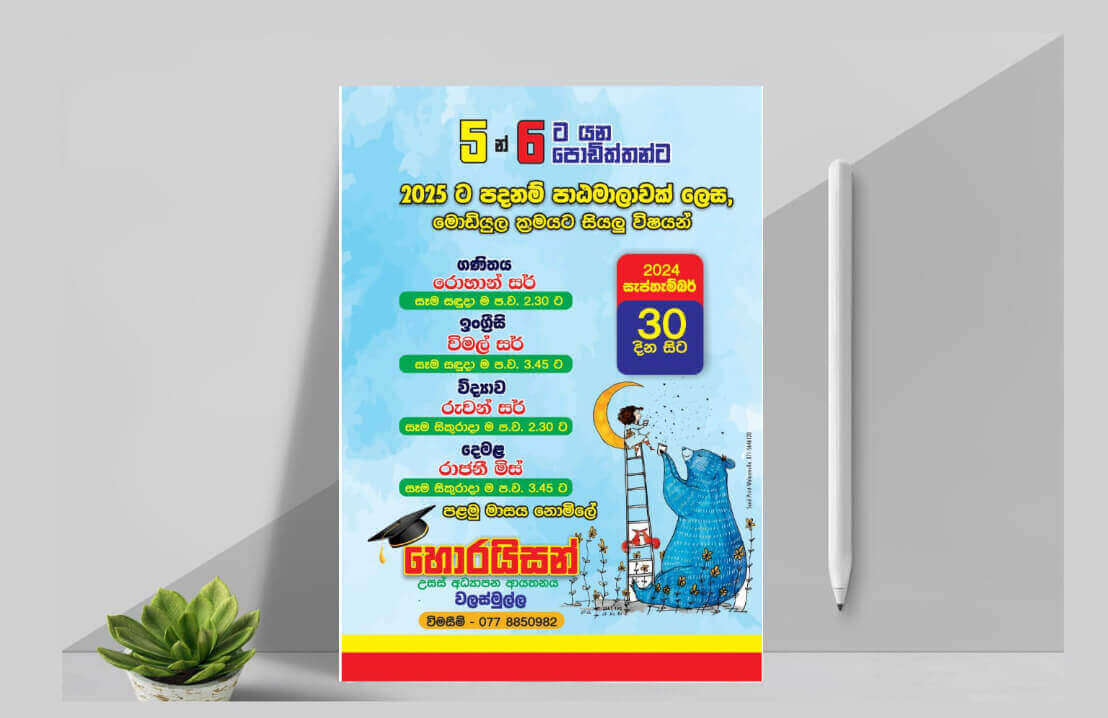 5 න් 6 ට යන
පොඩිත්තන්ට
2025 ට පදනම් පාඨමාලාවක් ලෙස,
මොඩියුල ක්‍රමයට සියලු විෂයන්
ගණිතය
රොහාන් සර්
සෑම සඳුදා ම ප.ව. 2.30 ට
ඉංග්‍රීසි
විමල් සර්
සෑම සඳුදා ම ප.ව. 3.45 ට
විද්‍යාව
රුවන් සර්
සෑම සිකුරාදා ම ප.ව. 2.30 ට
දෙමළ
රාජනී මිස්
සෑම සිකුරාදා ම ප.ව. 3.45 ට
පළමු මාසය නොමිලේ
2024
සැප්තැම්බර්
30
දින සිට
හොරයිසන්
උසස් අධ්‍යාපන ආයතනය
වලස්මුල්ල
විමසීම් - 077 8850982